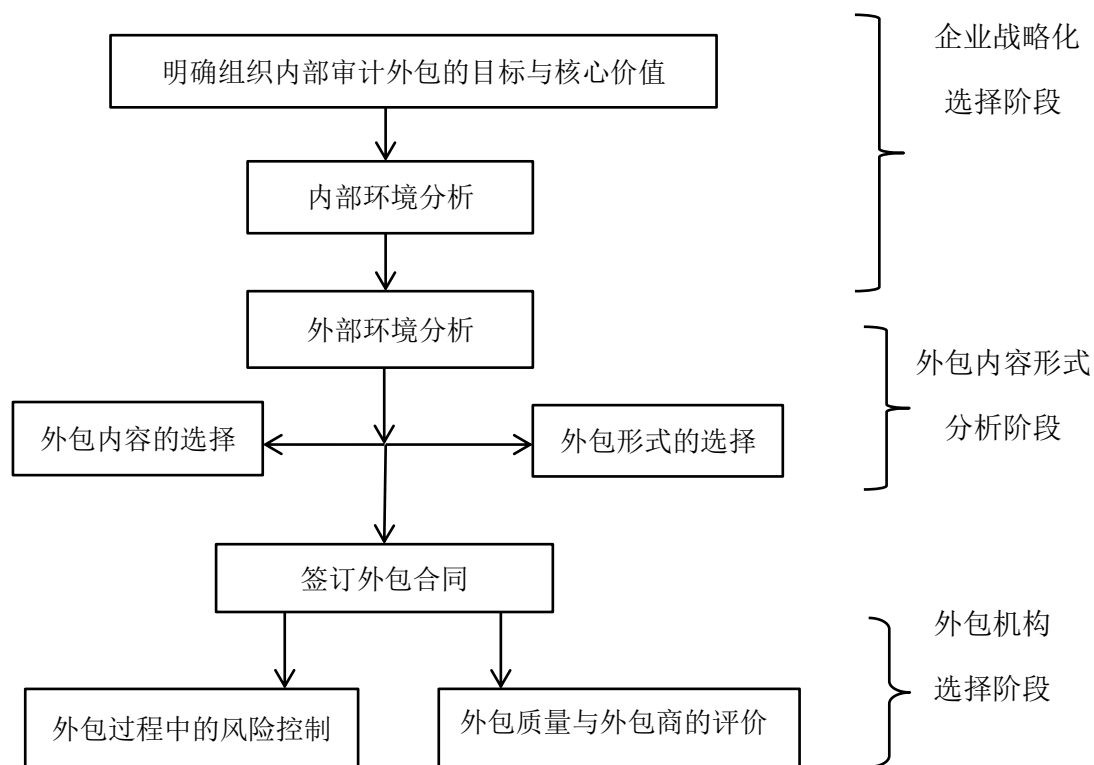 明确组织内部审计外包的目标与核心价值
内部环境分析
外部环境分析
外包内容的选择
外包形式的选择
签订外包合同
外包过程中的风险控制
外包质量与外包商的评价
企业战略化
选择阶段
外包内容形式
分析阶段
外包机构
选择阶段